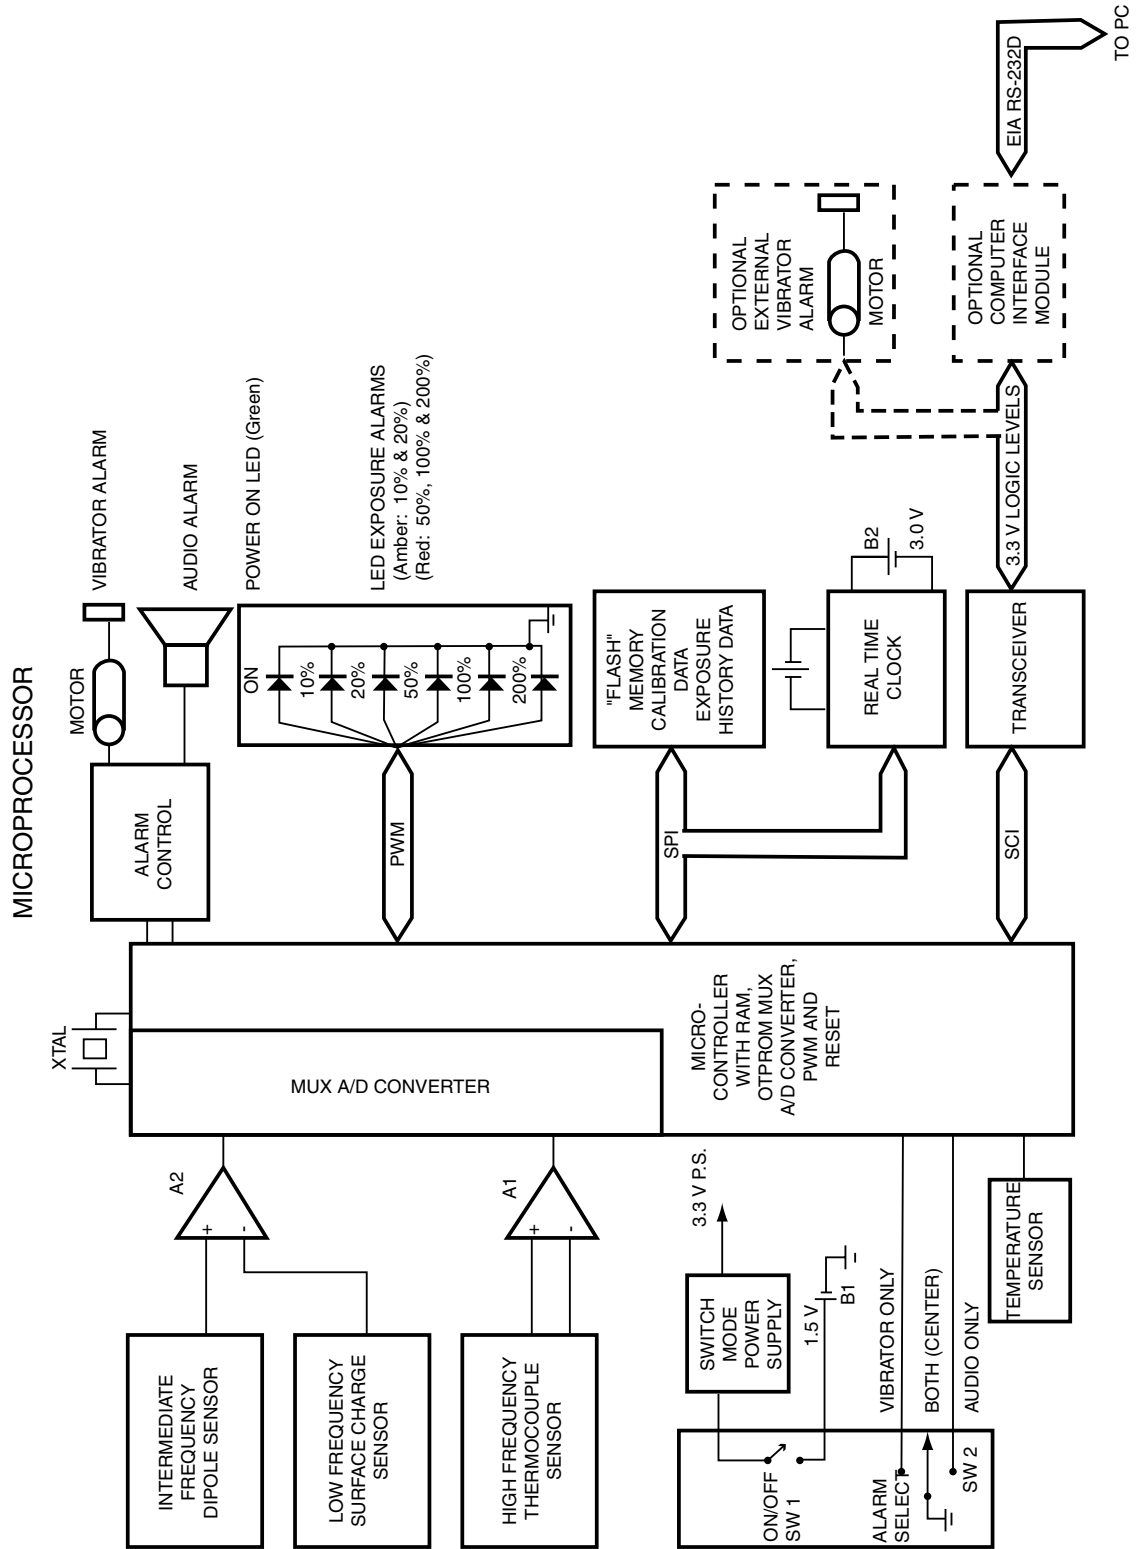 MICROPROCESSOR
XTAL
ALARM
CONTROL
MOTOR
VIBRATOR ALARM
AUDIO ALARM
POWER ON LED (Green)
LED EXPOSURE ALARMS
(Amber: 10% & 20%)
(Red: 50%, 100% & 200%)
ON
10%
20%
50%
100%
200%
PWM
INTERMEDIATE
FREQUENCY
DIPOLE SENSOR
LOW FREQUENCY
SURFACE CHARGE
SENSOR
HIGH FREQUENCY
THERMOCOUPLE
SENSOR
A2
+
-
A1
+
-
MUX A/D CONVERTER
MICRO-
CONTROLLER
WITH RAM,
OTPROM MUX
A/D CONVERTER,
PWM AND
RESET
SPI
"FLASH"
MEMORY
CALIBRATION
DATA
EXPOSURE
HISTORY DATA
REAL TIME
CLOCK
B2
3.0 V
SCI
TRANSCEIVER
3.3 V LOGIC LEVELS
OPTIONAL
EXTERNAL
VIBRATOR
ALARM
MOTOR
OPTIONAL
COMPUTER
INTERFACE
MODULE
EIA RS-232D
TO PC
3.3 V P.S.
SWITCH
MODE
POWER
SUPPLY
1.5 V
B1
ON/OFF
SW 1
ALARM
SELECT
SW 2
VIBRATOR ONLY
BOTH (CENTER)
AUDIO ONLY
TEMPERATURE
SENSOR